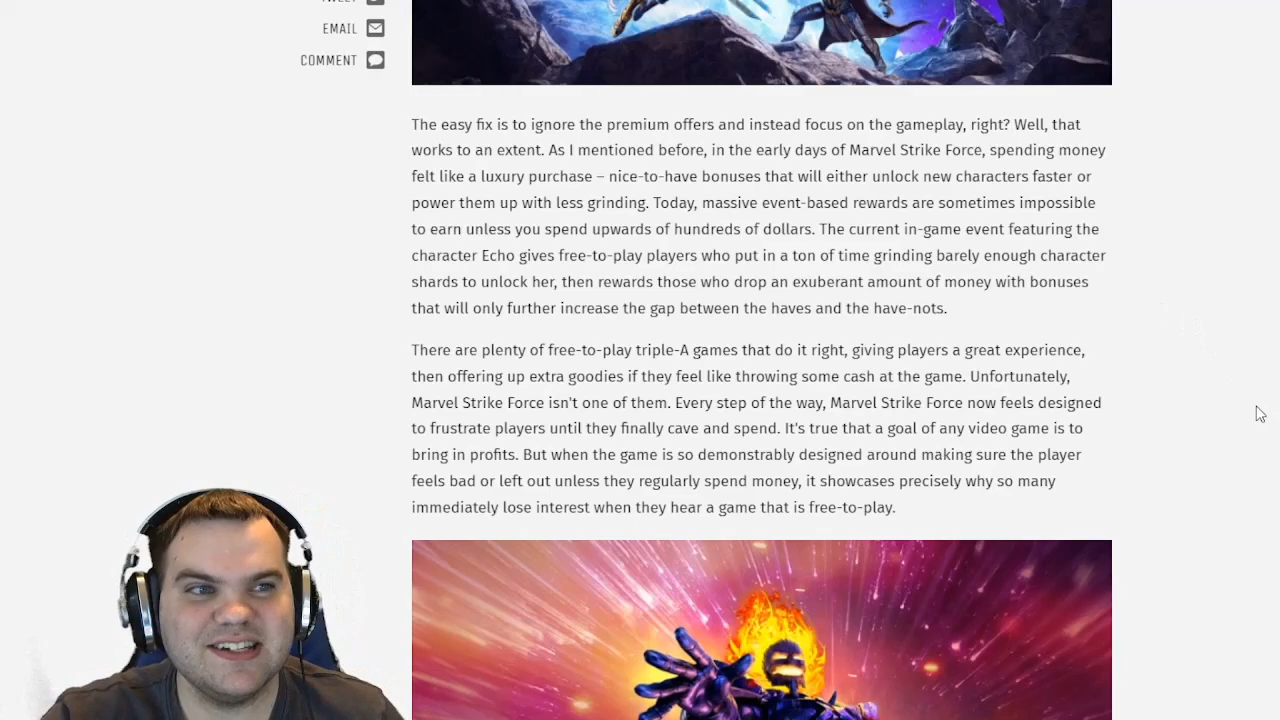 EMAIL
COMMENT
The easy fix is to ignore the premium offers and instead focus on the gameplay, right? Well, that
works to an extent. As I mentioned before, in the early days of Marvel Strike Force, spending money
felt like a luxury purchase – nice-to-have bonuses that will either unlock new characters faster or
power them up with less grinding. Today, massive event-based rewards are sometimes impossible
to earn unless you spend upwards of hundreds of dollars. The current in-game event featuring the
character Echo gives free-to-play players who put in a ton of time grinding barely enough character
shards to unlock her, then rewards those who drop an exuberant amount of money with bonuses
that will only further increase the gap between the haves and the have-nots.
There are plenty of free-to-play triple-A games that do it right, giving players a great experience,
then offering up extra goodies if they feel like throwing some cash at the game. Unfortunately,
Marvel Strike Force isn't one of them. Every step of the way, Marvel Strike Force now feels designed
to frustrate players until they finally cave and spend. It's true that a goal of any video game is to
bring in profits. But when the game is so demonstrably designed around making sure the player
feels bad or left out unless they regularly spend money, it showcases precisely why so many
immediately lose interest when they hear a game that is free-to-play.